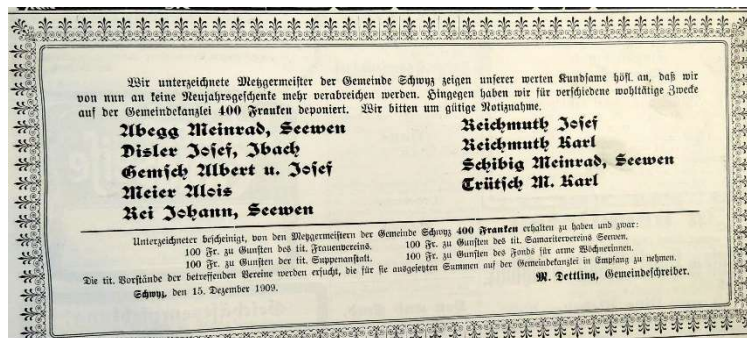 Wir unterzeichnete Metzgermeister der Gemeinde Schwyz zeigen unserer werten Kundsame höfl. an, daß wir
von nun an keine Neujahrsgeschenke mehr verabreichen werden. Hingegen haben wir für verschiedene wohltätige Zwecke
auf der Gemeindekanzlei 400 Franken deponiert. Wir bitten um gütige Notiznahme.
Abegg Meinrad, Seewen
Disler Josef, Ibach
Gemsch Albert u. Josef
Meier Alois
Rei Johann, Seewen
Reichmuth Josef
Reichmuth Karl
Schibig Meinrad, Seewen
Trütsch M. Karl
Unterzeichneter bescheinigt, von den Metzgermeistern der Gemeinde Schwyz 400 Franken erhalten zu haben und zwar:
100 Fr. zu Gunsten des tit. Frauenvereins. 100 Fr. zu Gunsten des tit. Samaritervereins Seewen.
100 Fr. zu Gunsten der tit. Suppenanstalt. 100 Fr. zu Gunsten des Fonds für arme Wöchnerinnen.
Die tit. Vorstände der betreffenden Vereine werden ersucht, die für sie ausgesetzten Summen auf der Gemeindekanzlei in Empfang zu nehmen.
Schwyz, den 15. Dezember 1909. M. Dettling, Gemeindeschreiber.